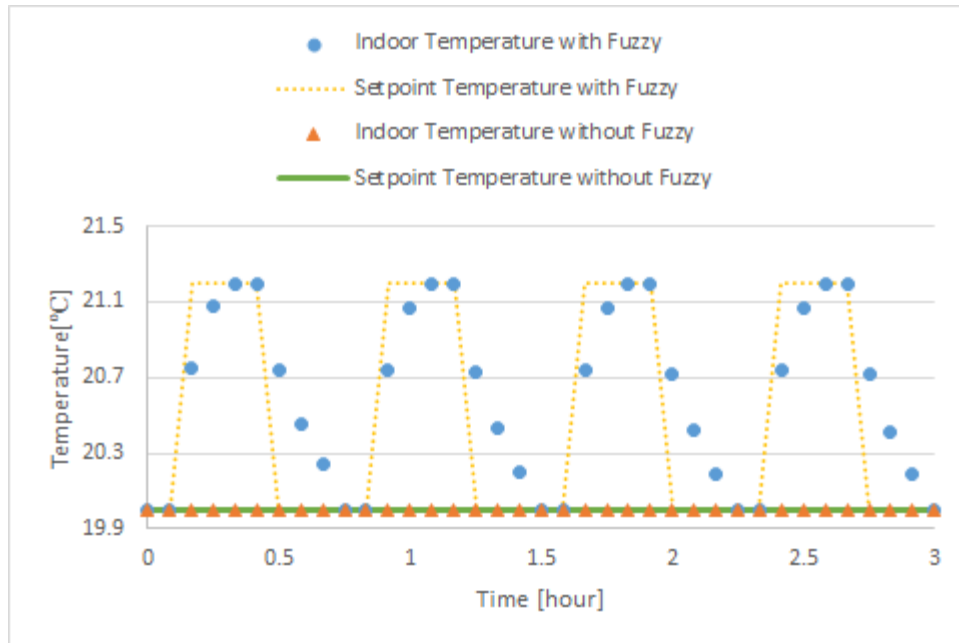 Indoor Temperature with Fuzzy
Setpoint Temperature with Fuzzy
Indoor Temperature without Fuzzy
Setpoint Temperature without Fuzzy
21.5
21.1
20.7
20.3
19.9
Temperature[℃]
0
0.5
1
1.5
2
2.5
3
Time [hour]